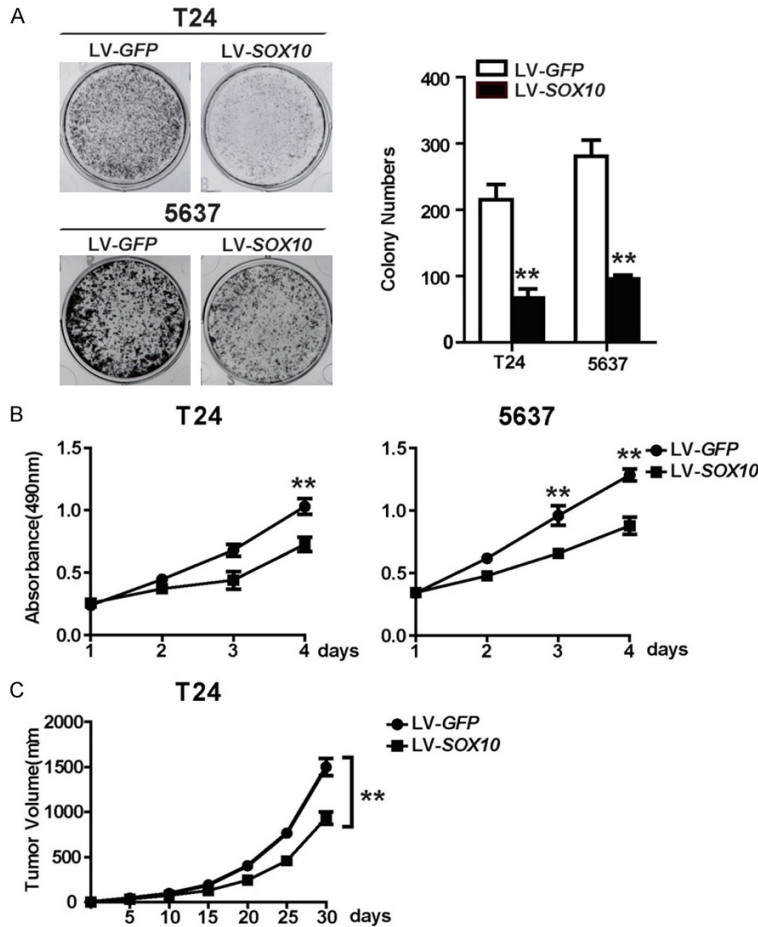 A
T24
LV-GFP LV-SOX10
5637
LV-GFP LV-SOX10
LV-GFP
LV-SOX10
Colony Numbers
400
300
200
100
0
** **
T24 5637
B
T24
Absorbance(490nm)
1.5
1.0
0.5
0.0
**
1 2 3 4 days
5637
1.5
1.0
0.5
0.0
** **
1 2 3 4 days
LV-GFP
LV-SOX10
C
T24
Tumor Volume(mm
2000
1500
1000
500
0
**
5 10 15 20 25 30 days
LV-GFP
LV-SOX10